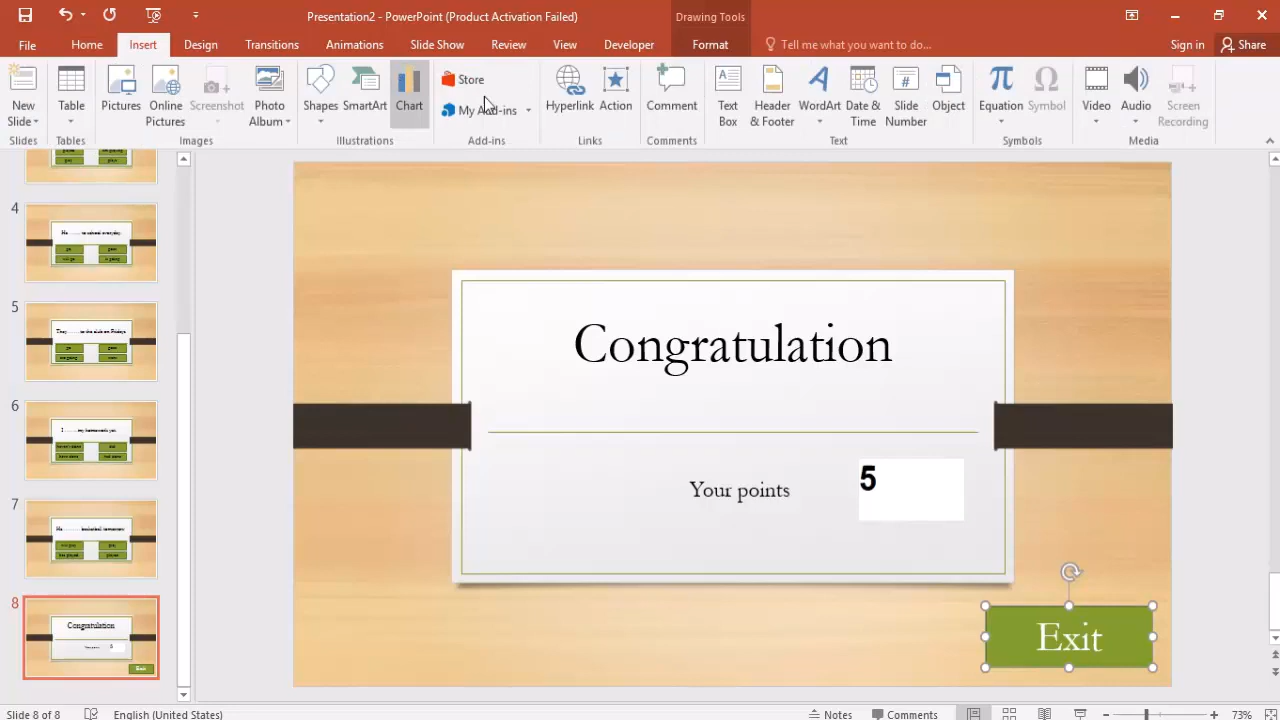 Presentation2 - PowerPoint (Product Activation Failed)
Drawing Tools
File
Home
Insert
Design
Transitions
Animations
Slide Show
Review
View
Developer
Format
Tell me what you want to do...
Sign in
Share
New Slide
Table
Pictures
Online Pictures
Screenshot
Photo Album
Shapes
SmartArt
Chart
Store
My Add-ins
Hyperlink
Action
Comment
Text Box
Header & Footer
WordArt
Date & Time
Slide Number
Object
Equation
Symbol
Video
Audio
Screen Recording
Slides
Tables
Images
Illustrations
Add-ins
Links
Comments
Text
Symbols
Media
4
5
6
7
8
Congratulation
Exit
Congratulation
Your points
5
Exit
Slide 8 of 8
English (United States)
Notes
Comments
73%